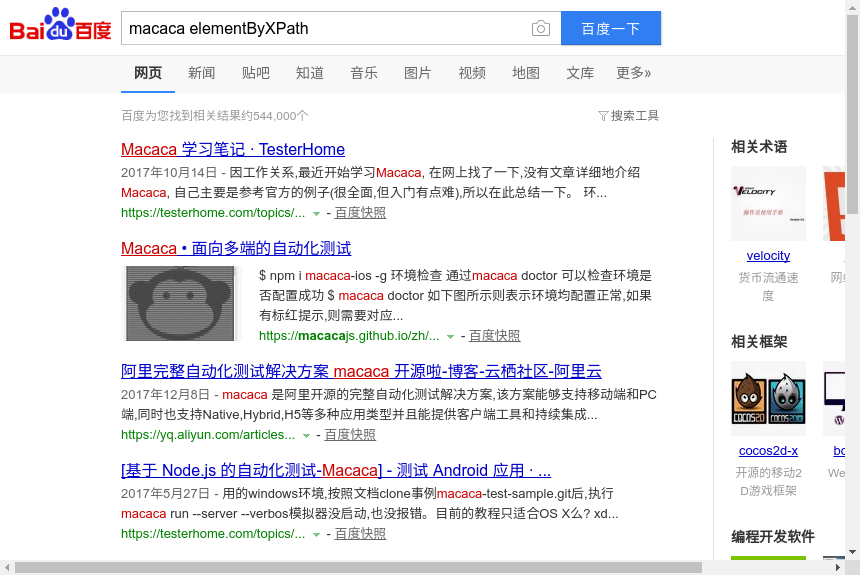 Baidu百度 macaca elementByXPath 百度一下
网页 新闻 贴吧 知道 音乐 图片 视频 地图 文库 更多»
百度为您找到相关结果约544,000个 搜索工具
Macaca 学习笔记 · TesterHome
2017年10月14日 - 因工作关系,最近开始学习Macaca, 在网上找了一下,没有文章详细地介绍
Macaca, 自己主要是参考官方的例子(很全面,但入门有点难),所以在此总结一下。 环...
https://testerhome.com/topics/... - 百度快照
Macaca • 面向多端的自动化测试
$ npm i macaca-ios -g 环境检查 通过macaca doctor 可以检查环境是
否配置成功 $ macaca doctor 如下图所示则表示环境均配置正常,如果
有标红提示,则需要对应...
https://macacajs.github.io/zh/... - 百度快照
阿里完整自动化测试解决方案 macaca 开源啦-博客-云栖社区-阿里云
2017年12月8日 - macaca 是阿里开源的完整自动化测试解决方案,该方案能够支持移动端和PC
端,同时也支持Native,Hybrid,H5等多种应用类型并且能提供客户端工具和持续集成...
https://yq.aliyun.com/articles... - 百度快照
[基于 Node.js 的自动化测试-Macaca] - 测试 Android 应用 · ...
2017年5月27日 - 用的windows环境,按照文档clone事例macaca-test-sample.git后,执行
macaca run --server --verbos模拟器没启动,也没报错。目前的教程只适合OS X么? xd...
https://testerhome.com/topics/... - 百度快照
相关术语
VELOCITY
操作员使用手册
velocity
货币流通速
度
网
相关框架
COCOS2D COCOS2DX
cocos2d-x
开源的移动2
D游戏框架
bo
We
编程开发软件